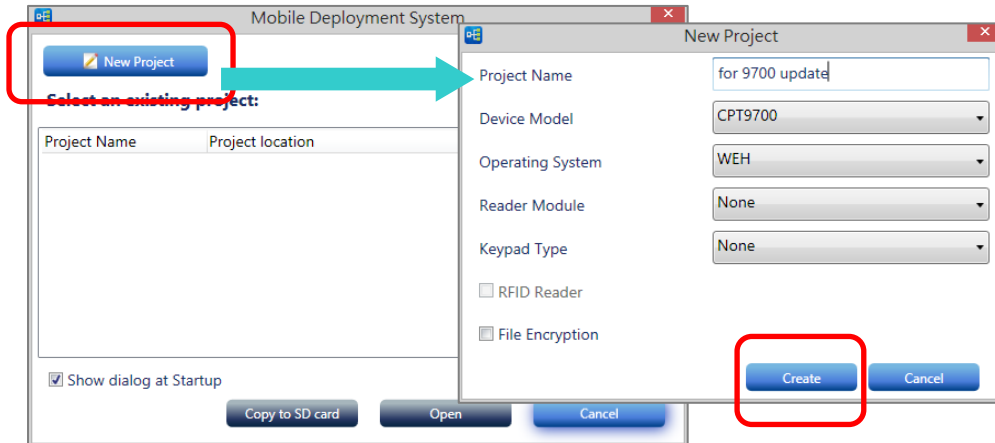 Mobile Deployment System
New Project
Select an existing project:
Project Name Project location
Show dialog at Startup
Copy to SD card Open Cancel
New Project
Project Name for 9700 update
Device Model CPT9700
Operating System WEH
Reader Module None
Keypad Type None
RFID Reader
File Encryption
Create Cancel